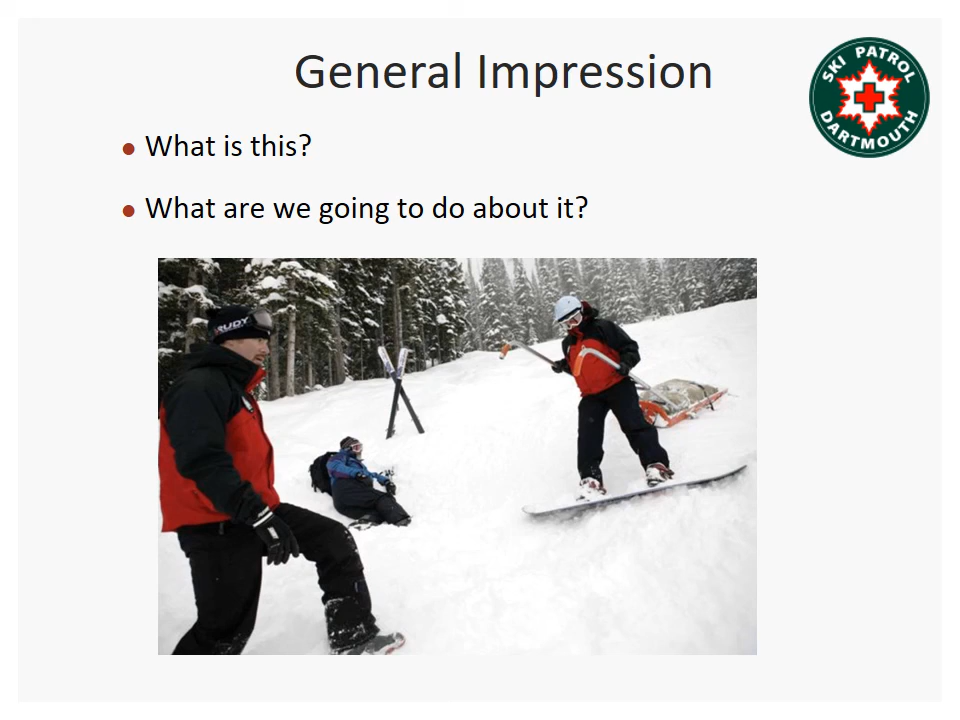 General Impression
SKI PATROL
DARTMOUTH
What is this?
What are we going to do about it?
RUDY